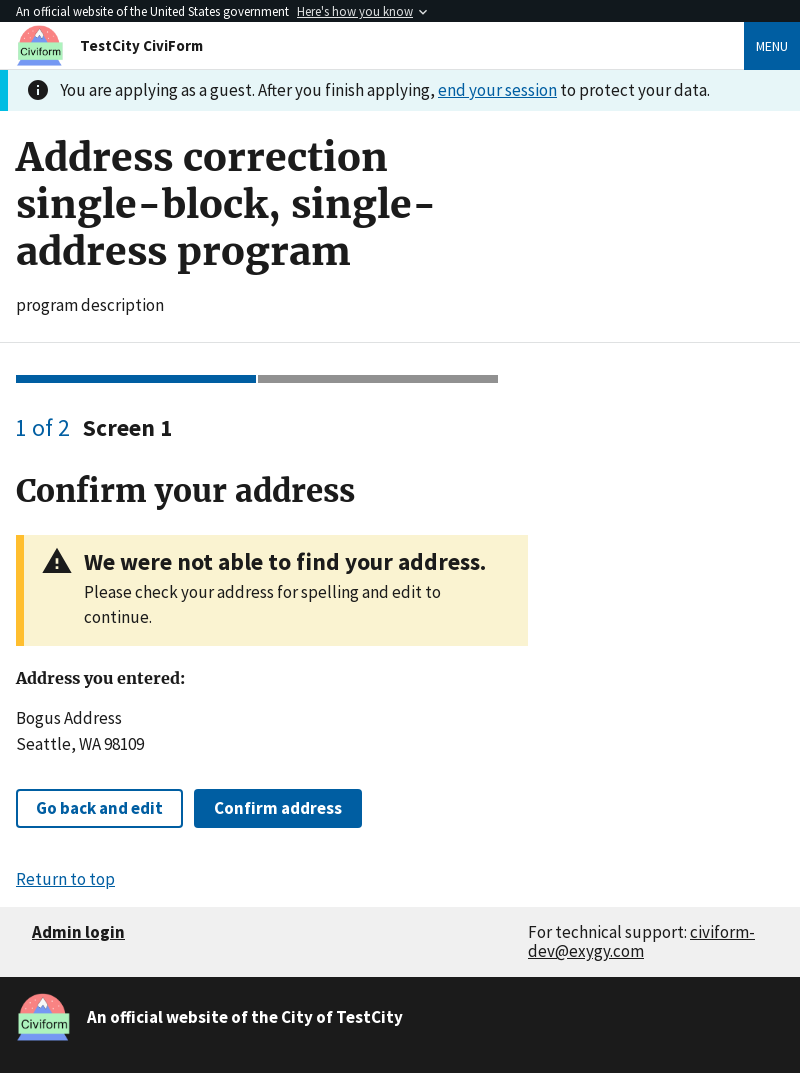 An official website of the United States government Here's how you know
Civiform
TestCity CiviForm
MENU
You are applying as a guest. After you finish applying, end your session to protect your data.
Address correction
single-block, single-
address program
program description
1 of 2 Screen 1
Confirm your address
We were not able to find your address.
Please check your address for spelling and edit to
continue.
Address you entered:
Bogus Address
Seattle, WA 98109
Go back and edit
Confirm address
Return to top
Admin login
For technical support: civiform-
dev@exygy.com
Civiform
An official website of the City of TestCity